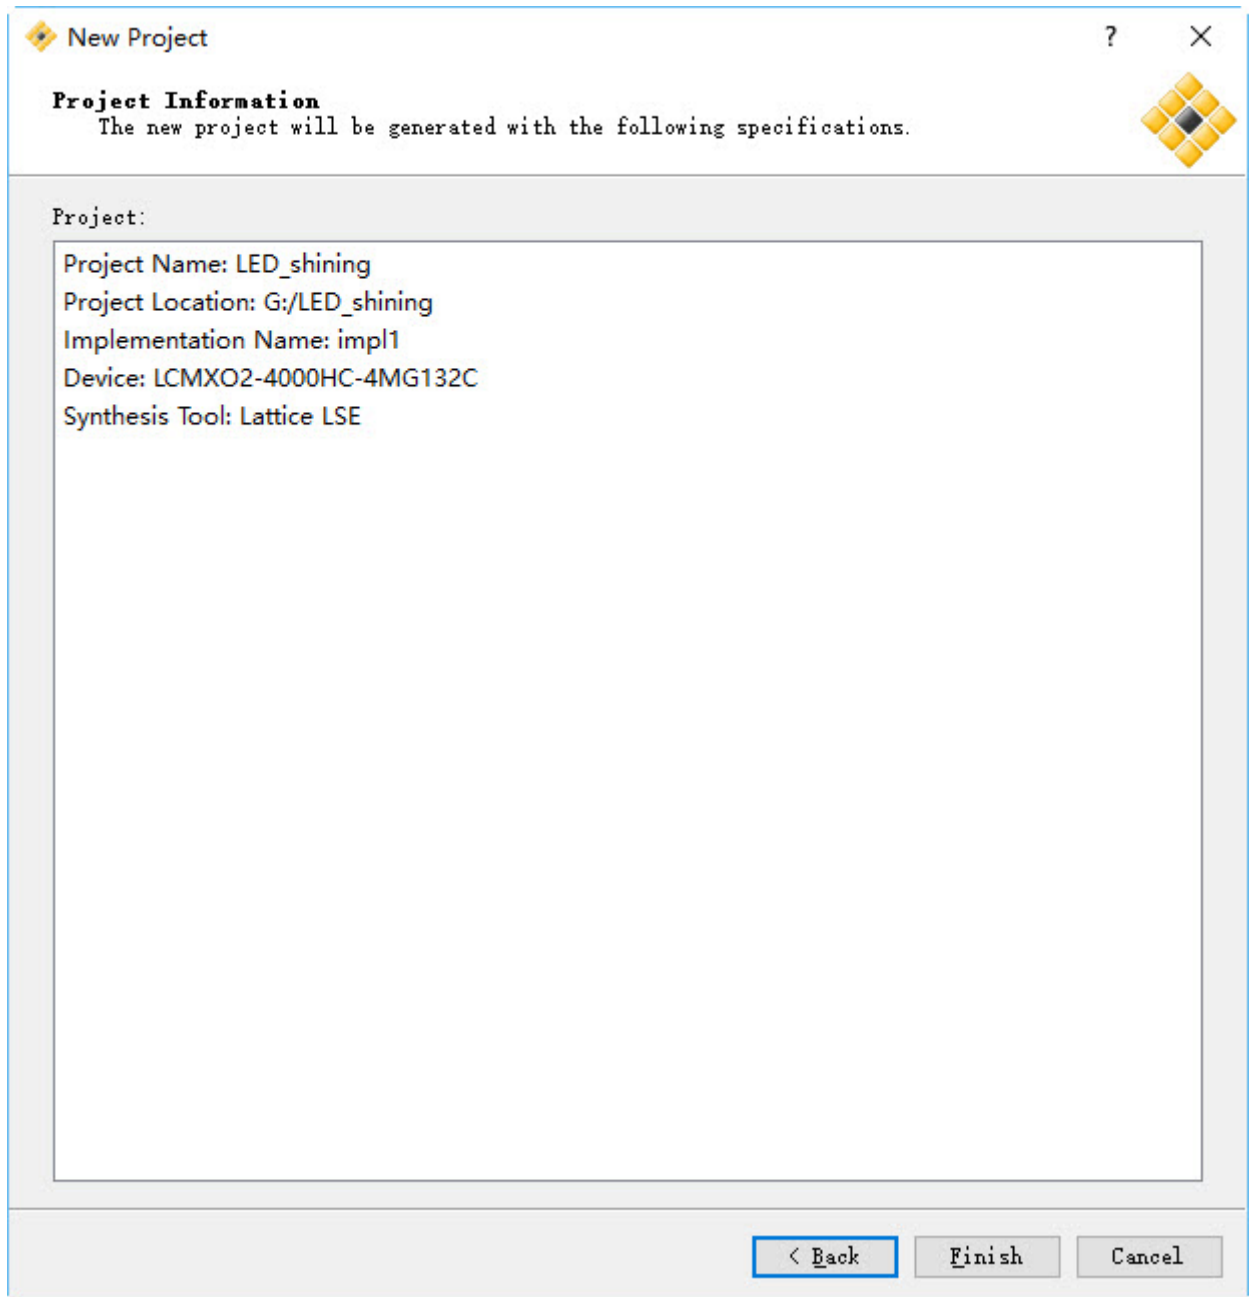 New Project
?
Project Information
The new project will be generated with the following specifications.
Project:
Project Name: LED_shining
Project Location: G:/LED_shining
Implementation Name: impl1
Device: LCMXO2-4000HC-4MG132C
Synthesis Tool: Lattice LSE
< Back
Finish
Cancel